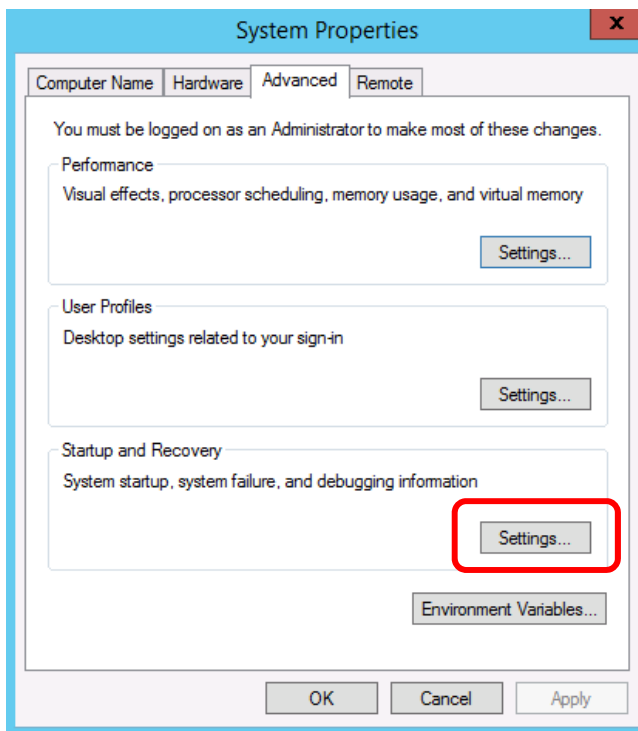 System Properties
x
Computer Name Hardware Advanced Remote
You must be logged on as an Administrator to make most of these changes.
Performance
Visual effects, processor scheduling, memory usage, and virtual memory
Settings...
User Profiles
Desktop settings related to your sign-in
Settings...
Startup and Recovery
System startup, system failure, and debugging information
Settings...
Environment Variables...
OK Cancel Apply